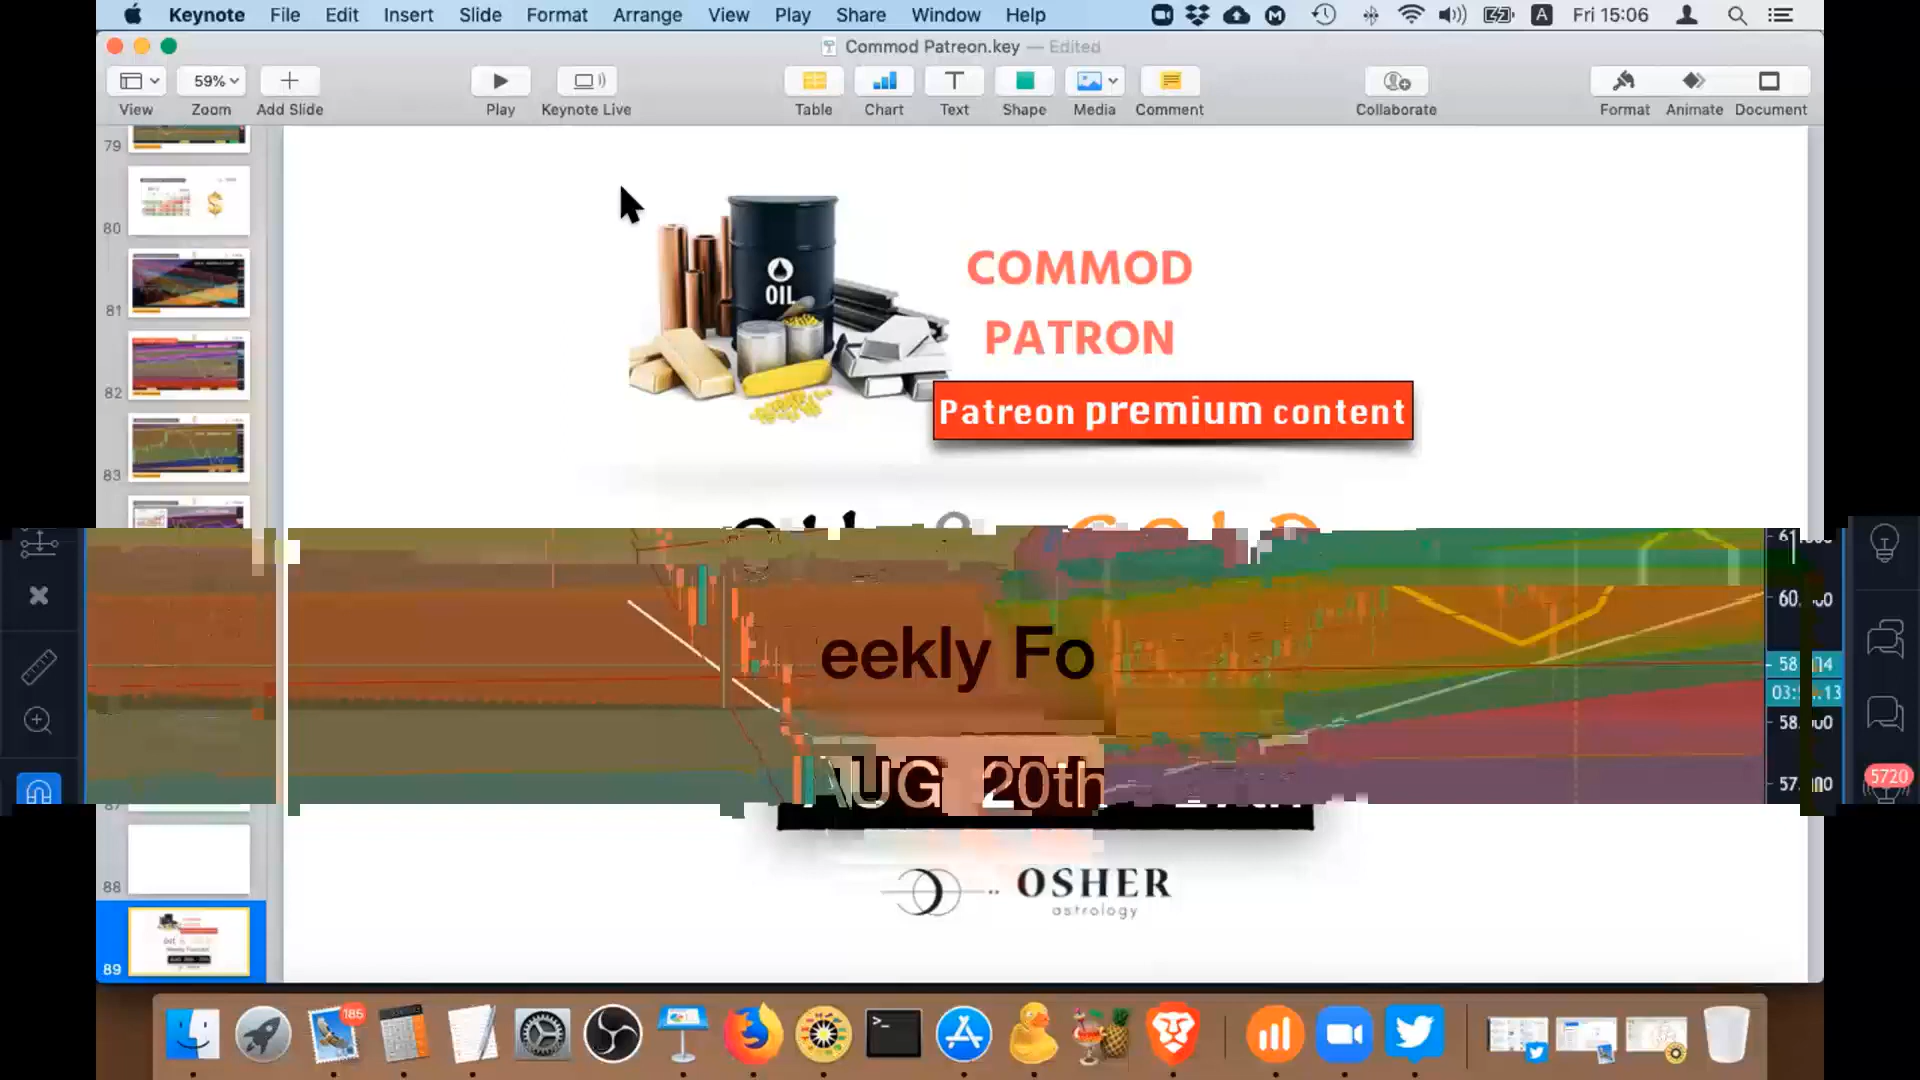 Keynote File Edit Insert Slide Format Arrange View Play Share Window Help A Fri 15:06
Commod Patreon.key — Edited
59%
View Zoom Add Slide Play Keynote Live Table Chart Text Shape Media Comment Collaborate Format Animate Document
79
80
81
82
83
OIL
COMMOD
PATRON
Patreon premium content
eekly Fo
AUG 20th
5720
88
OSHER
astrology
89
185